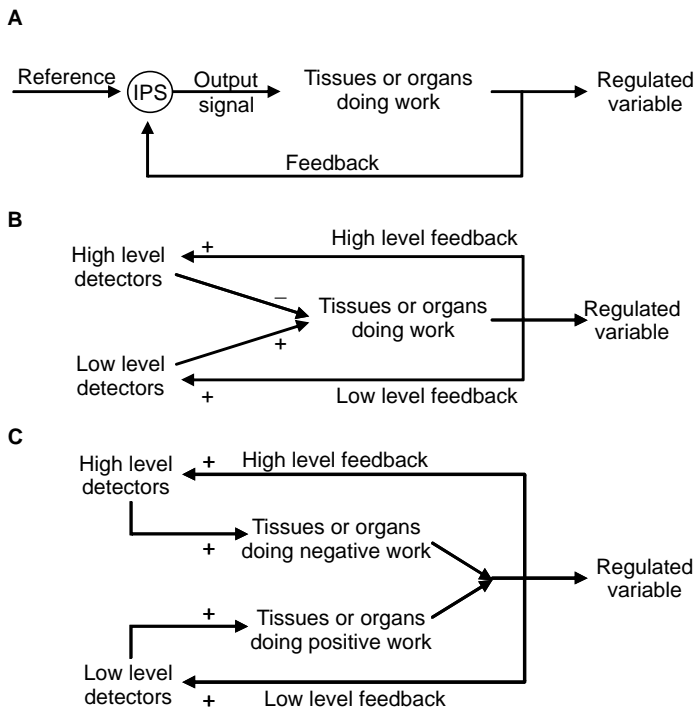 A
Reference
IPS
Output
signal
Tissues or organs
doing work
Regulated
variable
Feedback
B
High level
detectors
+
High level feedback
–
Tissues or organs
doing work
Regulated
variable
+
Low level
detectors
+
Low level feedback
C
High level
detectors
+
High level feedback
+
Tissues or organs
doing negative work
Regulated
variable
+
Tissues or organs
doing positive work
Low level
detectors
+
Low level feedback